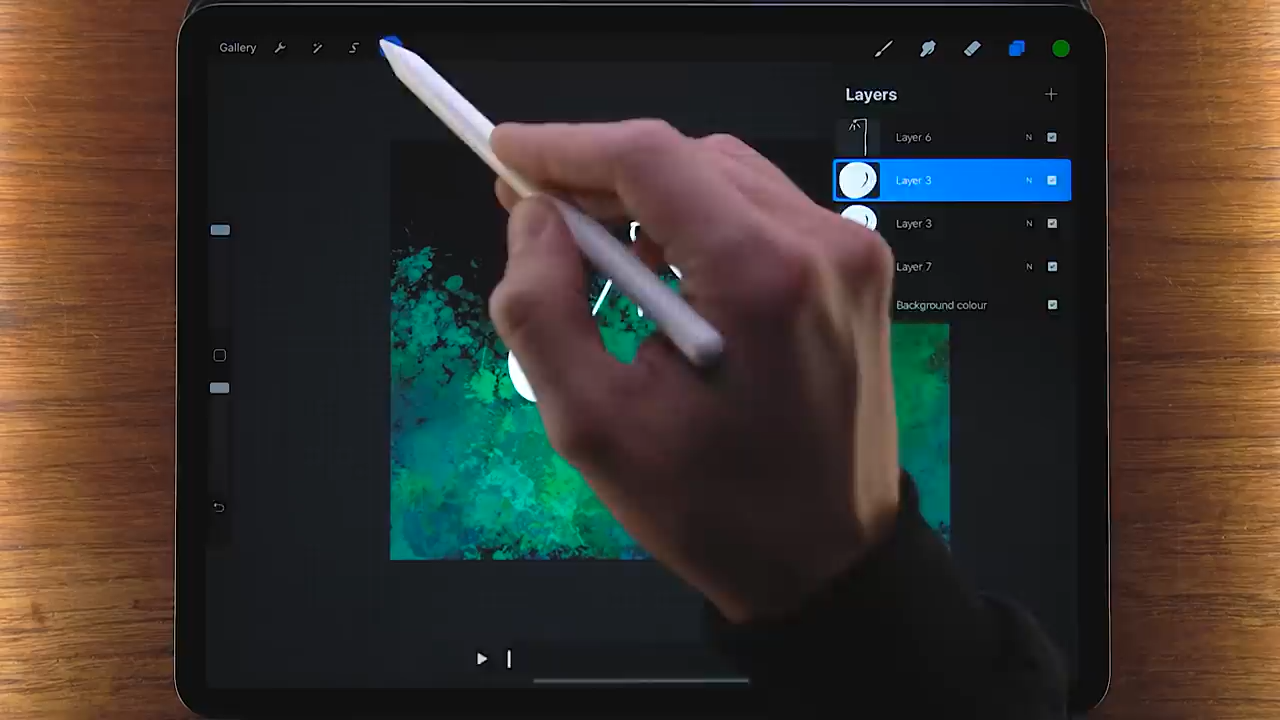 Gallery
Layers
Layer 6 N
Layer 3 N
Layer 3 N
Layer 7 N
Background colour